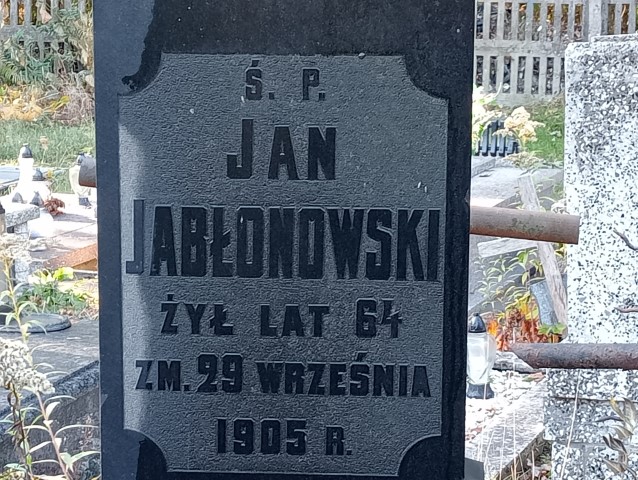 Ś. P.
JAN
JABŁONOWSKI
ŻYŁ LAT 64
ZM. 29 WRZEŚNIA
1905 R.